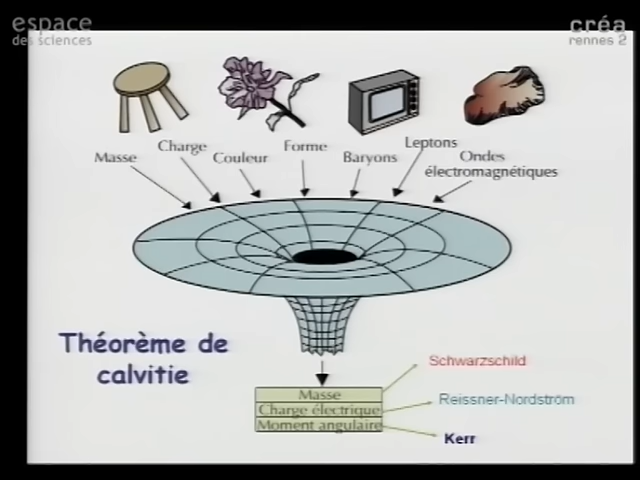 espace
des sciences
créa
rennes 2
Masse
Charge
Couleur
Forme
Baryons
Leptons
Ondes
électromagnétiques
Théorème de
calvitie
Masse
Charge électrique
Moment angulaire
Schwarzschild
Reissner-Nordström
Kerr